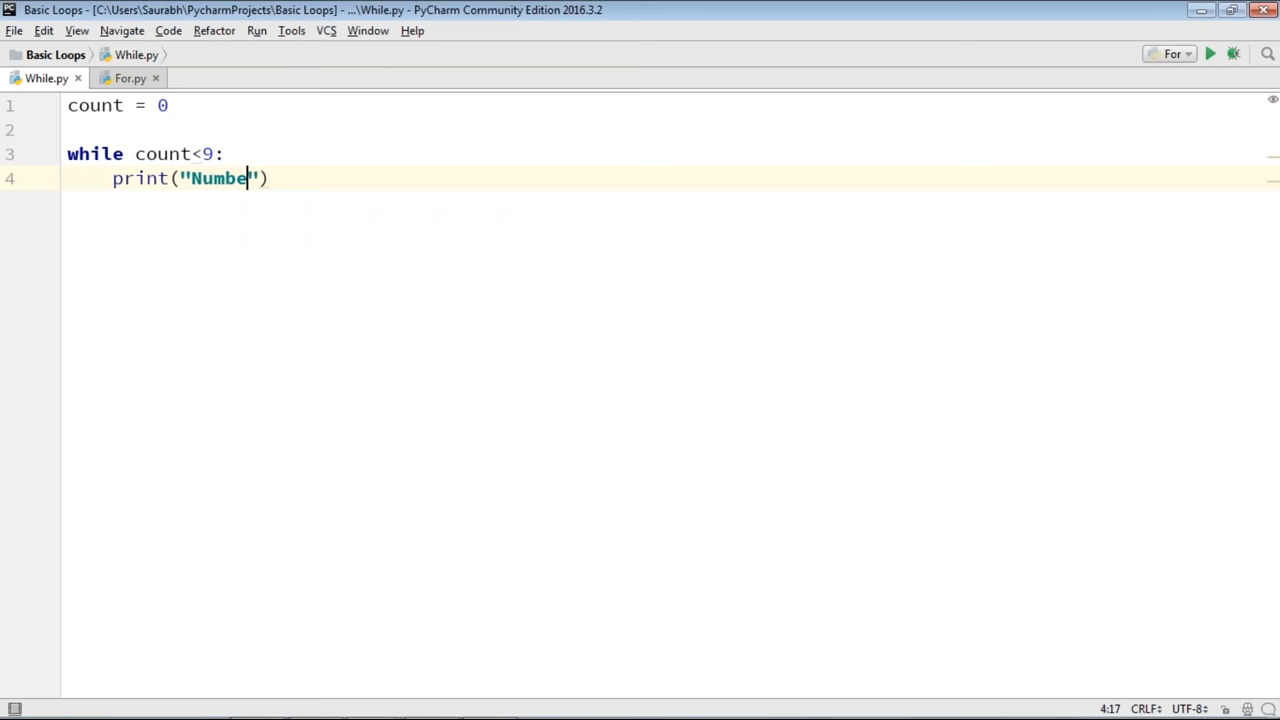 Basic Loops - [C:\Users\Saurabh\PycharmProjects\Basic Loops] - ...\While.py - PyCharm Community Edition 2016.3.2
File Edit View Navigate Code Refactor Run Tools VCS Window Help
Basic Loops While.py For
While.py For.py
1 count = 0
2
3 while count<9:
4 print("Numbe")
4:17 CRLF UTF-8